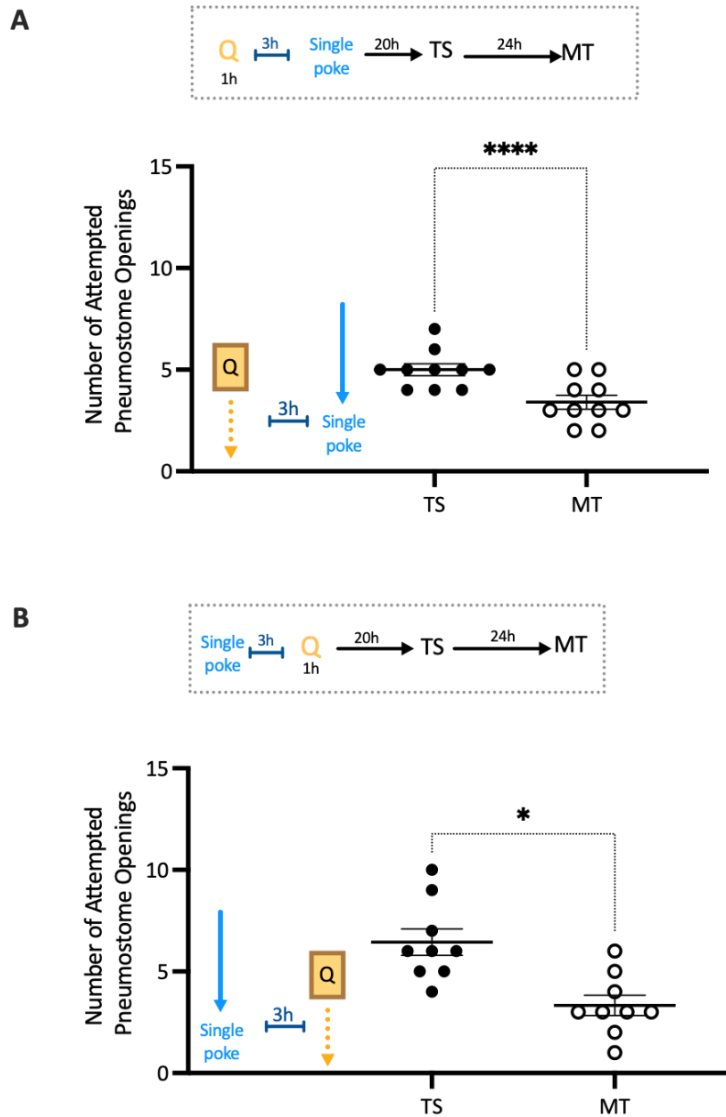 A
Q 3h Single 20h TS 24h MT
1h poke
****
15
10
5
0
Number of Attempted
Pneumostome Openings
Q
3h
Single
poke
TS MT
B
Single 3h Q 20h TS 24h MT
poke 1h
*
15
10
5
0
Number of Attempted
Pneumostome Openings
Q
3h
Single
poke
TS MT